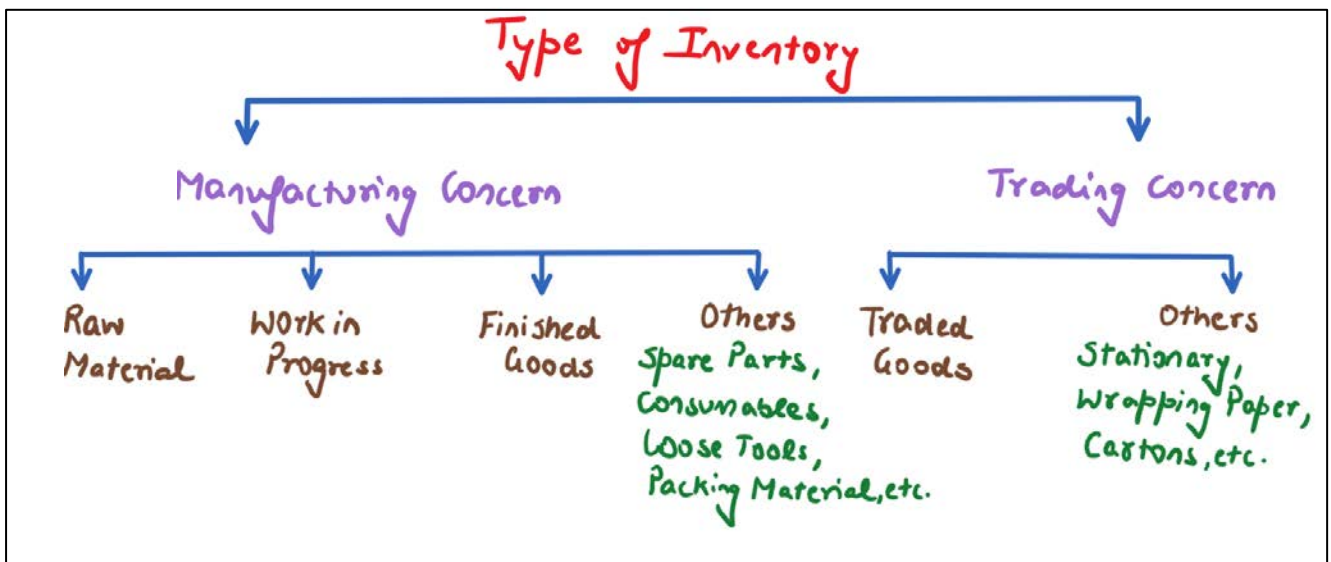 Type of Inventory
Manufacturing Concern
Trading Concern
Raw
Material
Work in
Progress
Finished
Goods
Others
Spare Parts,
Consumables,
Loose Tools,
Packing Material, etc.
Traded
Goods
Others
Stationary,
Wrapping Paper,
Cartons, etc.